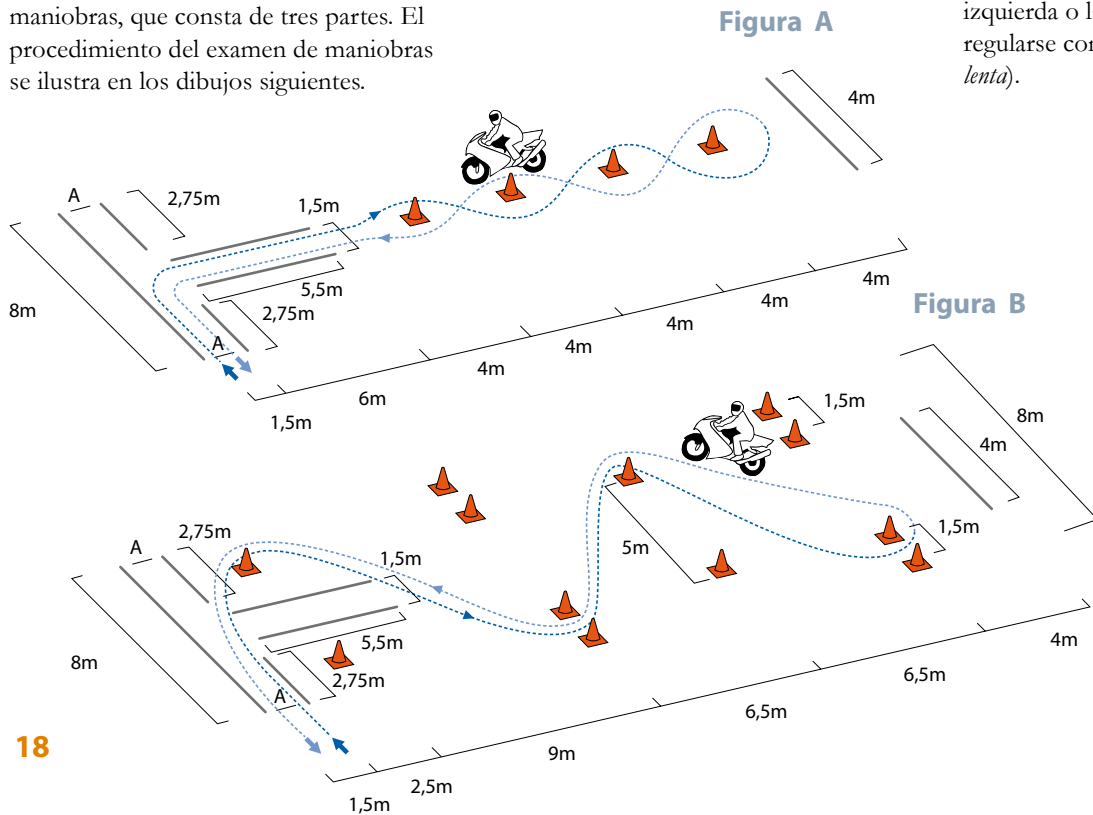 maniobras, que consta de tres partes. El
procedimiento del examen de maniobras
se ilustra en los dibujos siguientes.
izquierda o l
regularse con
lenta).
Figura A
4m
A
2,75m
1,5m
5,5m
2,75m
8m
A
1,5m
6m
4m
4m
4m
4m
4m
Figura B
1,5m
8m
4m
1,5m
5m
A
2,75m
1,5m
5,5m
2,75m
8m
A
1,5m
2,5m
9m
6,5m
6,5m
4m
18